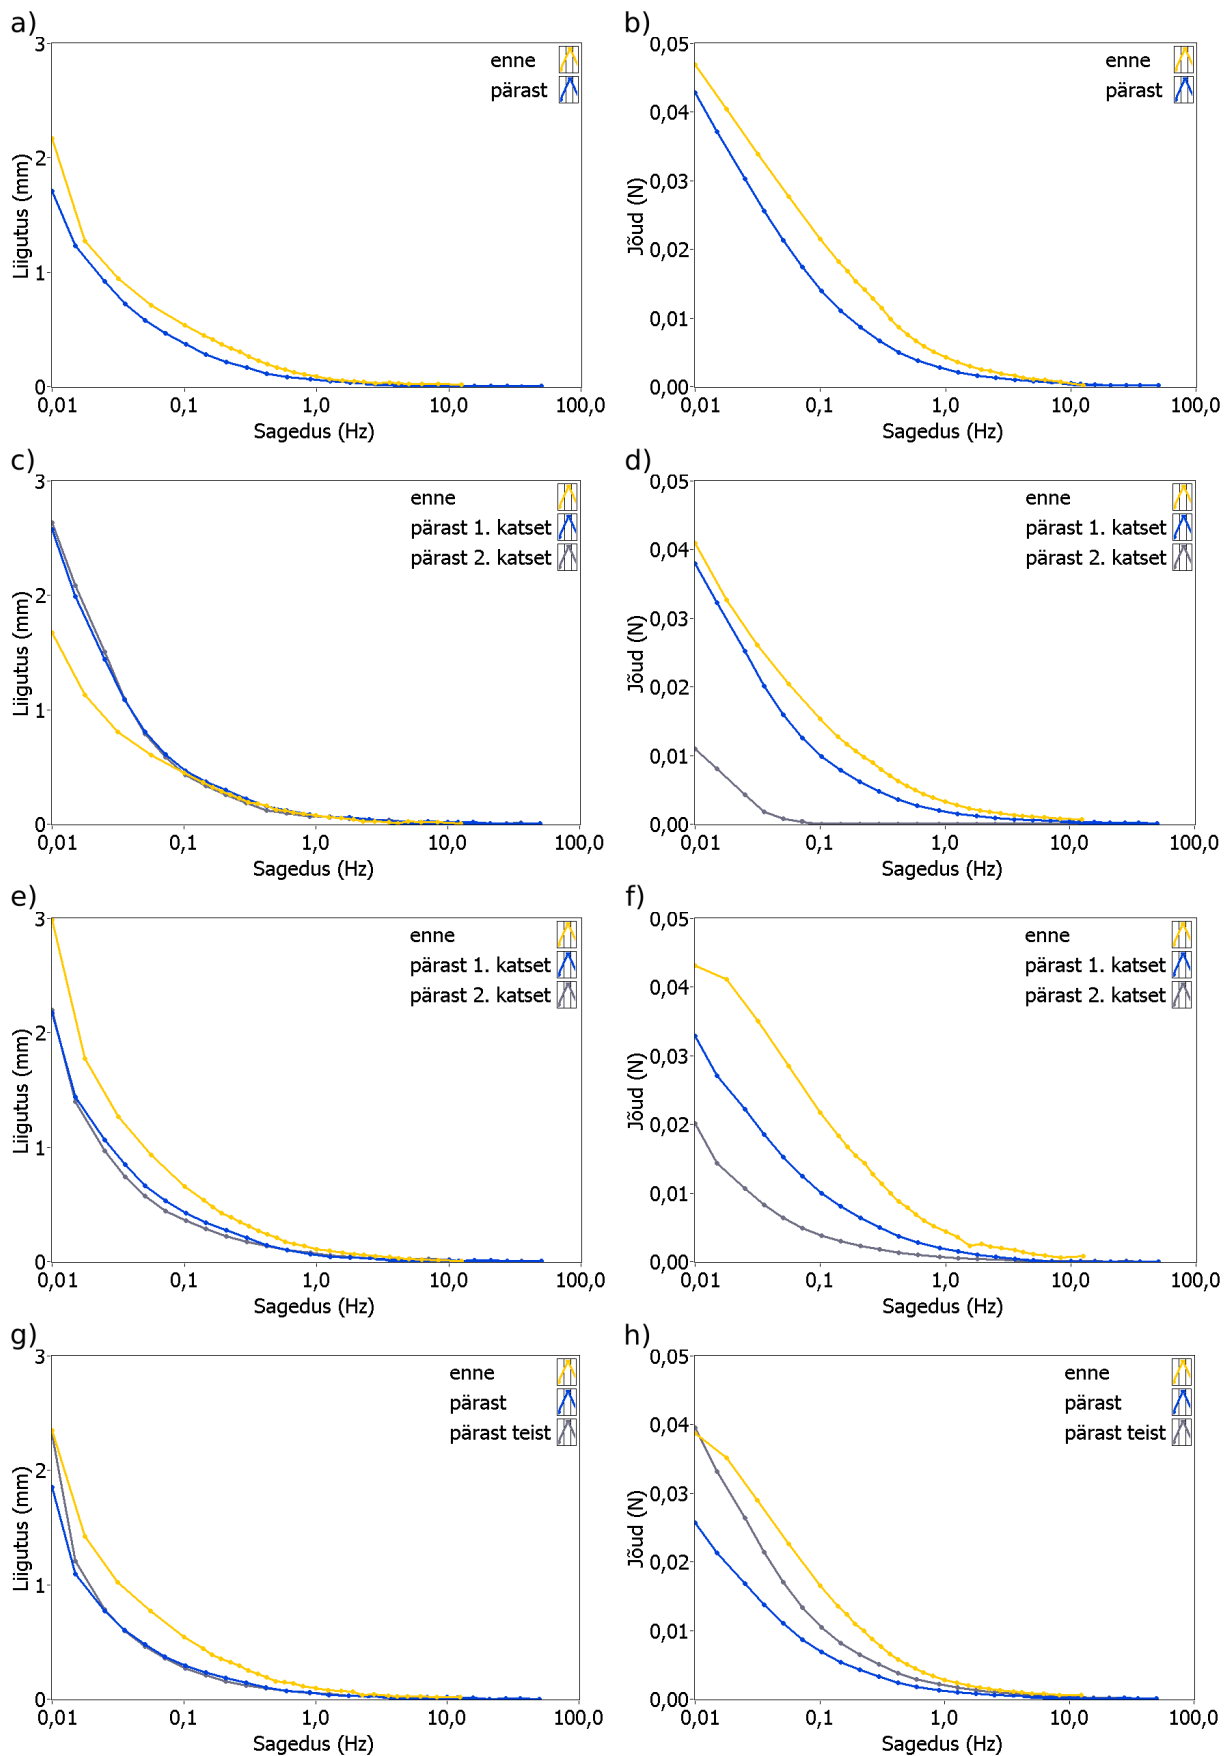 a)
3
2
1
0
Liigutus (mm)
enne
pärast
0,01 0,1 1,0 10,0 100,0
Sagedus (Hz)
b)
0,05
0,04
0,03
0,02
0,01
0,00
Jõud (N)
enne
pärast
0,01 0,1 1,0 10,0 100,0
Sagedus (Hz)
c)
3
2
1
0
Liigutus (mm)
enne
pärast 1. katset
pärast 2. katset
0,01 0,1 1,0 10,0 100,0
Sagedus (Hz)
d)
0,05
0,04
0,03
0,02
0,01
0,00
Jõud (N)
enne
pärast 1. katset
pärast 2. katset
0,01 0,1 1,0 10,0 100,0
Sagedus (Hz)
e)
3
2
1
0
Liigutus (mm)
enne
pärast 1. katset
pärast 2. katset
0,01 0,1 1,0 10,0 100,0
Sagedus (Hz)
f)
0,05
0,04
0,03
0,02
0,01
0,00
Jõud (N)
enne
pärast 1. katset
pärast 2. katset
0,01 0,1 1,0 10,0 100,0
Sagedus (Hz)
g)
3
2
1
0
Liigutus (mm)
enne
pärast
pärast teist
0,01 0,1 1,0 10,0 100,0
Sagedus (Hz)
h)
0,05
0,04
0,03
0,02
0,01
0,00
Jõud (N)
enne
pärast
pärast teist
0,01 0,1 1,0 10,0 100,0
Sagedus (Hz)